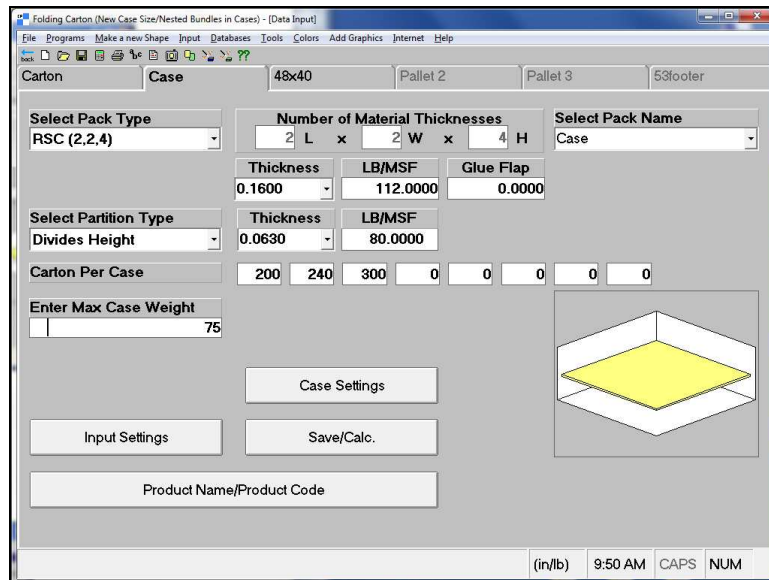 Folding Carton (New Case Size/Nested Bundles in Cases) - [Data Input]
File Programs Make a new Shape Input Databases Tools Colors Add Graphics Internet Help
back ??
Carton Case 48x40 Pallet 2 Pallet 3 53footer
Select Pack Type Number of Material Thicknesses Select Pack Name
RSC (2,2,4) 2 L x 2 W x 4 H Case
Thickness LB/MSF Glue Flap
0.1600 112.0000 0.0000
Select Partition Type Thickness LB/MSF
Divides Height 0.0630 80.0000
Carton Per Case 200 240 300 0 0 0 0 0
Enter Max Case Weight
75
Case Settings
Input Settings Save/Calc.
Product Name/Product Code
(in/lb) 9:50 AM CAPS NUM